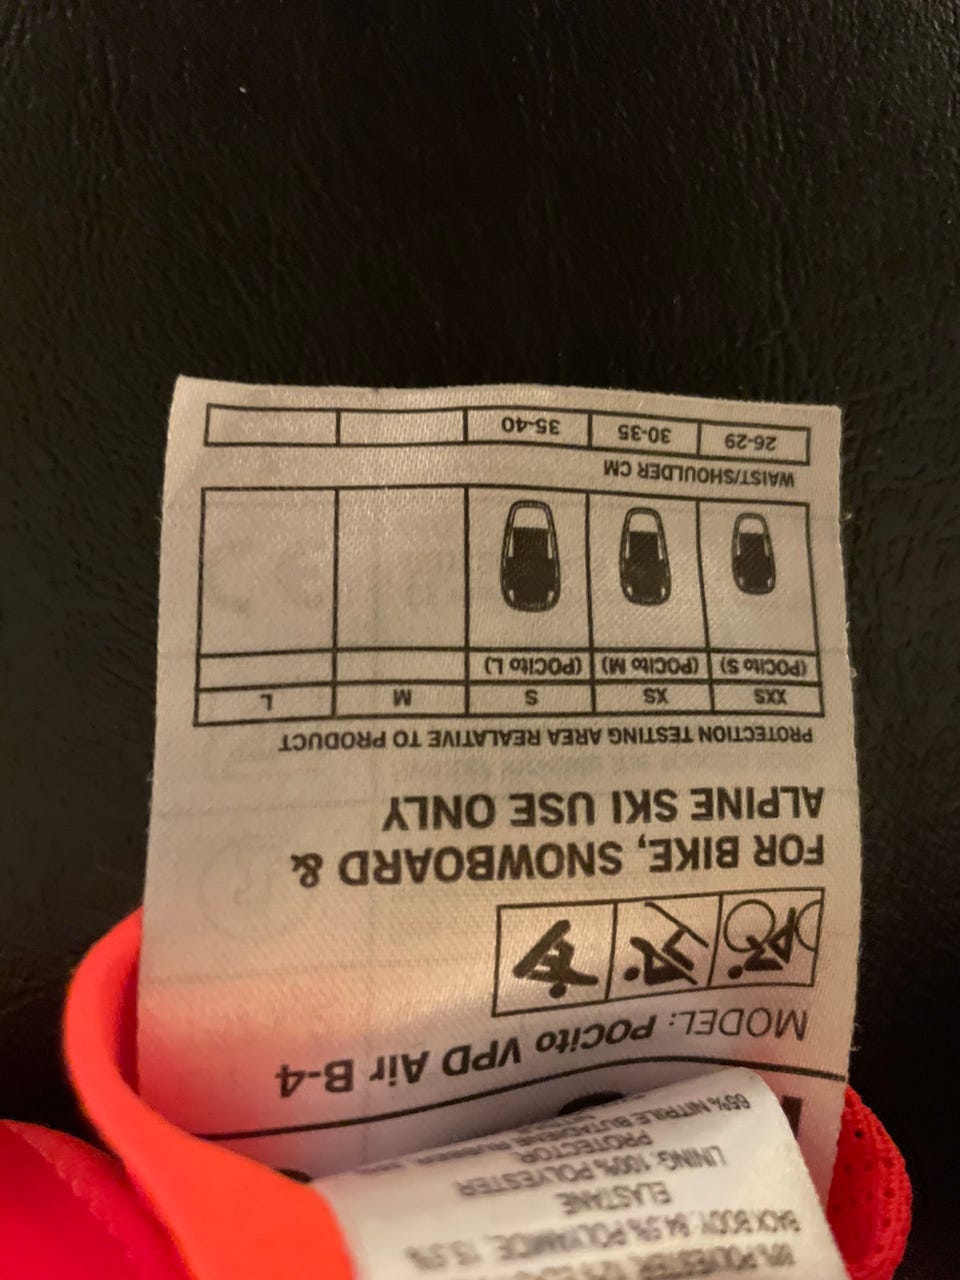 MODEL: POCito VPD Air B-4
FOR BIKE, SNOWBOARD &
ALPINE SKI USE ONLY
PROTECTION TESTING AREA REALATIVE TO PRODUCT
XXS XS S M L
(POCito S) (POCito M) (POCito L)
WAIST/SHOULDER CM
26-29 30-35 35-40
BACK BODY: 84.5% POLYAMIDE, 15.5%
ELASTANE
LINING: 100% POLYESTER
PROTECTOR
65% NITRILE BUTADIENE RUBBER